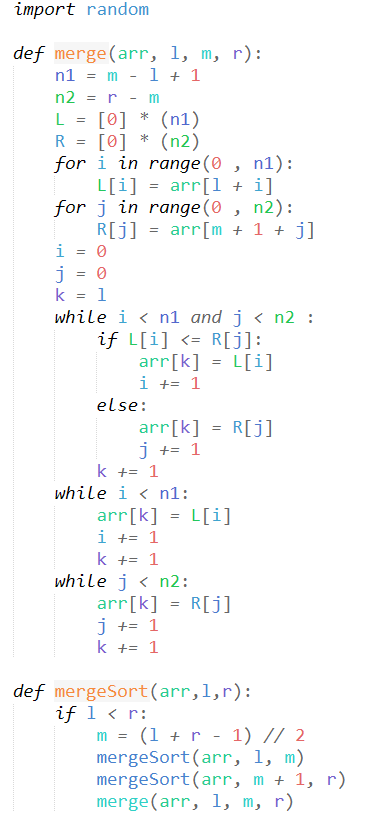 import random

def merge(arr, l, m, r):
    n1 = m - l + 1
    n2 = r - m
    L = [0] * (n1)
    R = [0] * (n2)
    for i in range(0 , n1):
        L[i] = arr[l + i]
    for j in range(0 , n2):
        R[j] = arr[m + 1 + j]
    i = 0
    j = 0
    k = l
    while i < n1 and j < n2 :
        if L[i] <= R[j]:
            arr[k] = L[i]
            i += 1
        else:
            arr[k] = R[j]
            j += 1
        k += 1
    while i < n1:
        arr[k] = L[i]
        i += 1
        k += 1
    while j < n2:
        arr[k] = R[j]
        j += 1
        k += 1

def mergeSort(arr,l,r):
    if l < r:
        m = (l + r - 1) // 2
        mergeSort(arr, l, m)
        mergeSort(arr, m + 1, r)
        merge(arr, l, m, r)